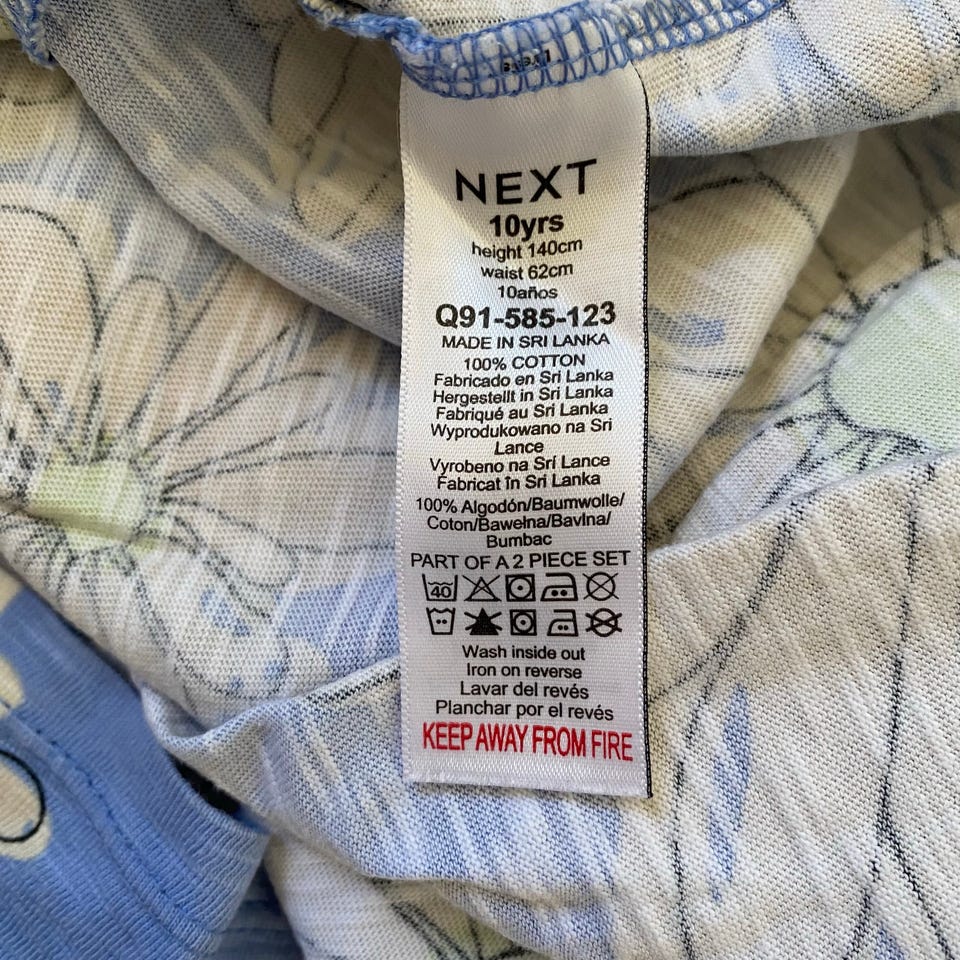 NEXT
10yrs
height 140cm
waist 62cm
10años
Q91-585-123
MADE IN SRI LANKA
100% COTTON
Fabricado en Sri Lanka
Hergestellt in Sri Lanka
Fabriqué au Sri Lanka
Wyprodukowano na Sri
Lance
Vyrobeno na Srí Lance
Fabricat în Sri Lanka
100% Algodón/Baumwolle/
Coton/Bawełna/Bavlna/
Bumbac
PART OF A 2 PIECE SET
40
Wash inside out
Iron on reverse
Lavar del revés
Planchar por el revés
KEEP AWAY FROM FIRE